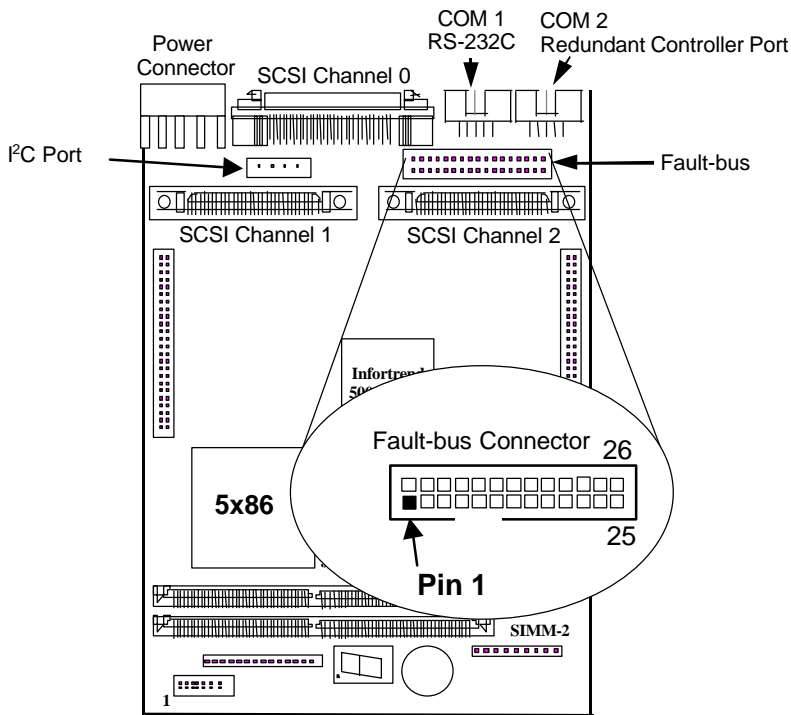 COM 1
RS-232C
COM 2
Redundant Controller Port
Power
Connector
SCSI Channel 0
I²C Port
Fault-bus
SCSI Channel 1
SCSI Channel 2
Infortrend
Fault-bus Connector
26
25
5x86
Pin 1
SIMM-2
1